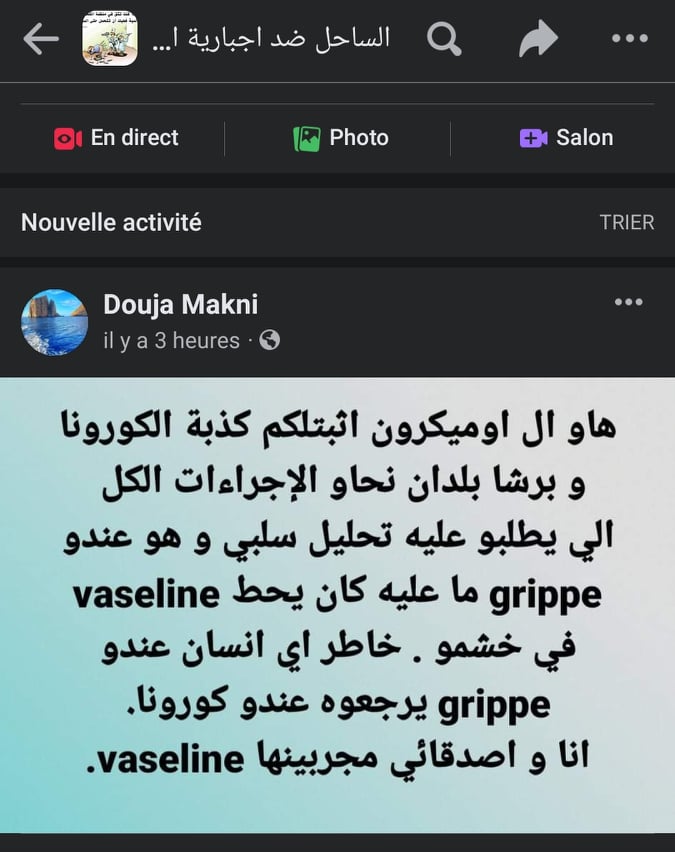 الساحل ضد اجبارية ا...
En direct
Photo
Salon
Nouvelle activité
TRIER
Douja Makni
il y a 3 heures ·
هاو ال اوميكرون اثبتلكم كذبة الكورونا
و برشا بلدان نحاو الإجراءات الكل
الي يطلبو عليه تحليل سلبي و هو عندو
grippe ما عليه كان يحط vaseline
في خشمو . خاطر اي انسان عندو
grippe يرجعوه عندو كورونا.
انا و اصدقائي مجربينها vaseline.